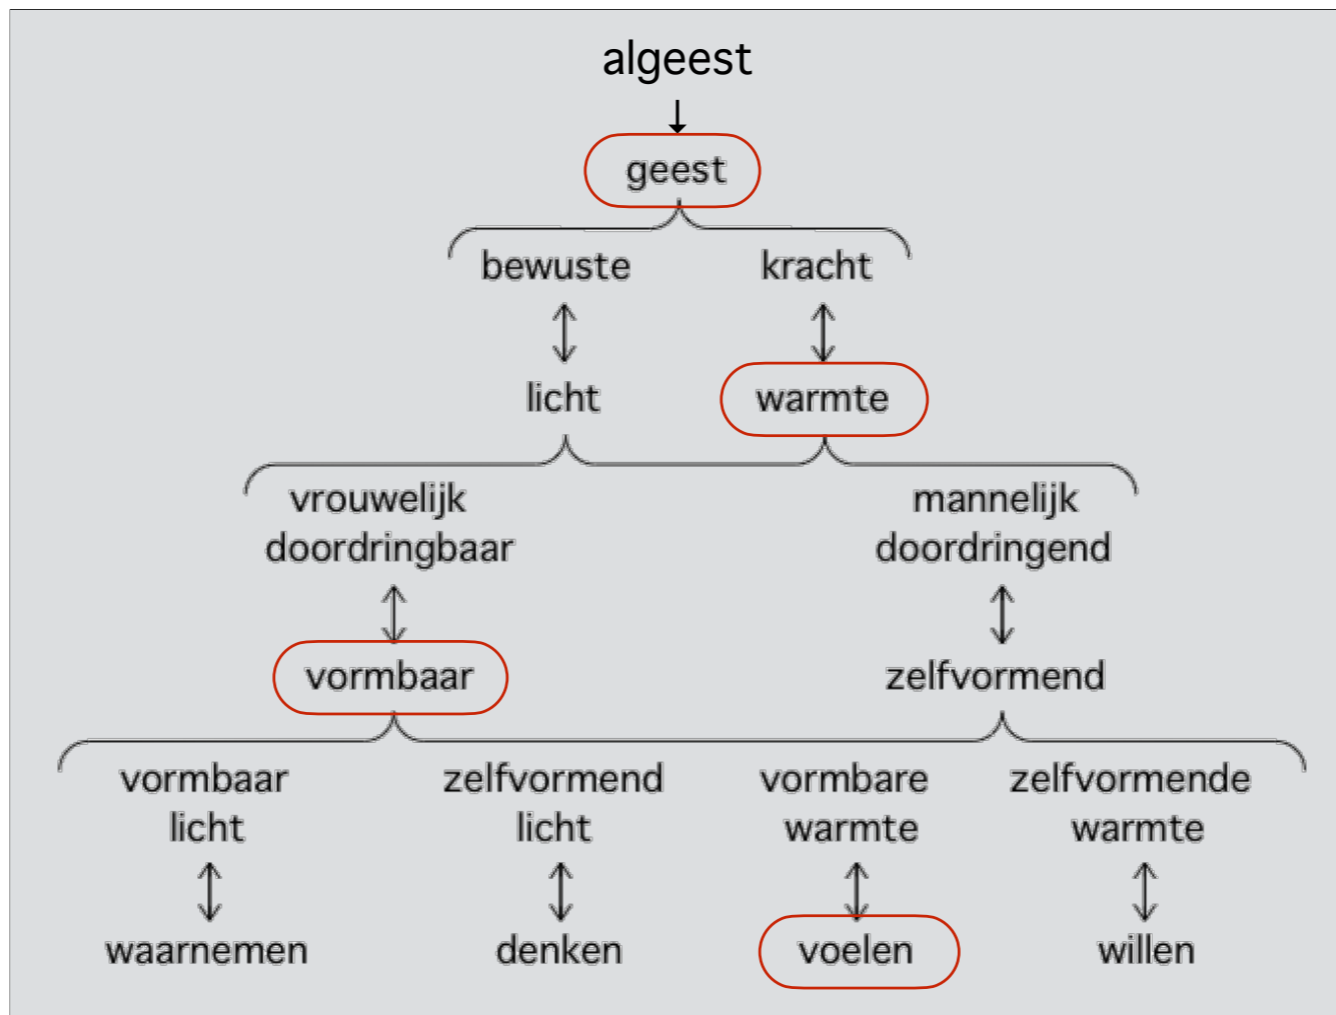 algeest
geest
bewuste kracht
licht warmte
vrouwelijk mannelijk
doordringbaar doordringend
vormbaar zelfvormend
vormbaar zelfvormend vormbare zelfvormende
licht licht warmte warmte
waarnemen denken voelen willen